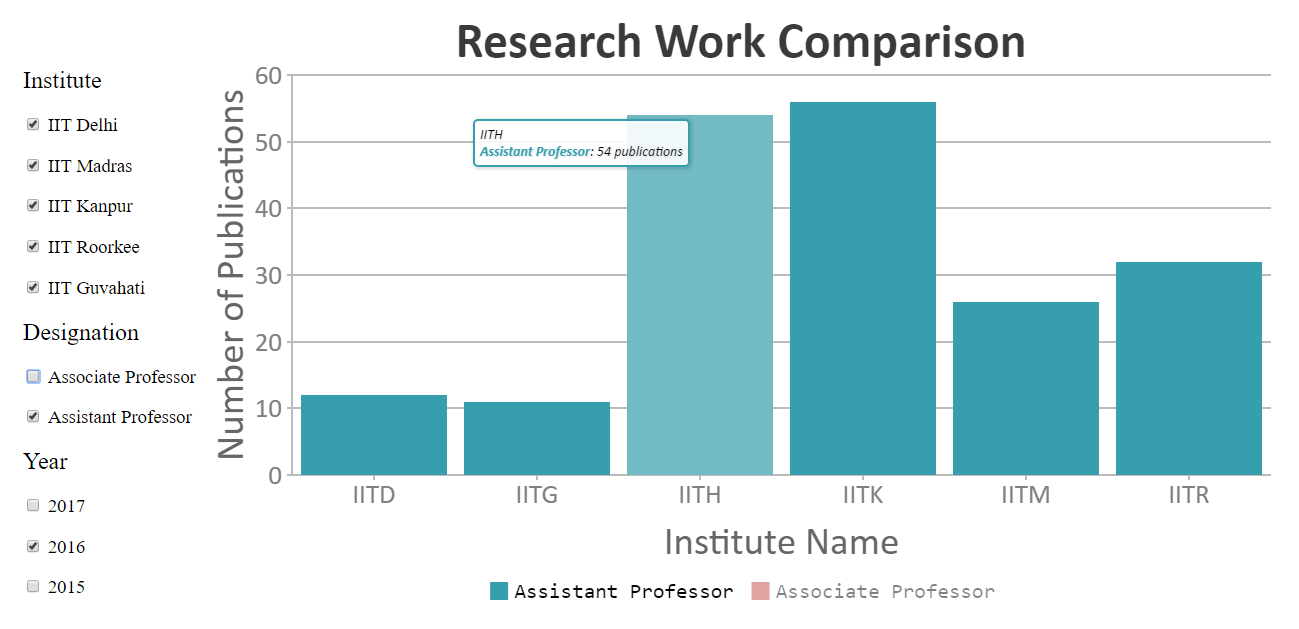 Research Work Comparison
Institute
IIT Delhi
IIT Madras
IIT Kanpur
IIT Roorkee
IIT Guvahati
Designation
Associate Professor
Assistant Professor
Year
2017
2016
2015
Number of Publications
60
50
40
30
20
10
0
IITH
Assistant Professor: 54 publications
IITD IITG IITH IITK IITM IITR
Institute Name
Assistant Professor Associate Professor